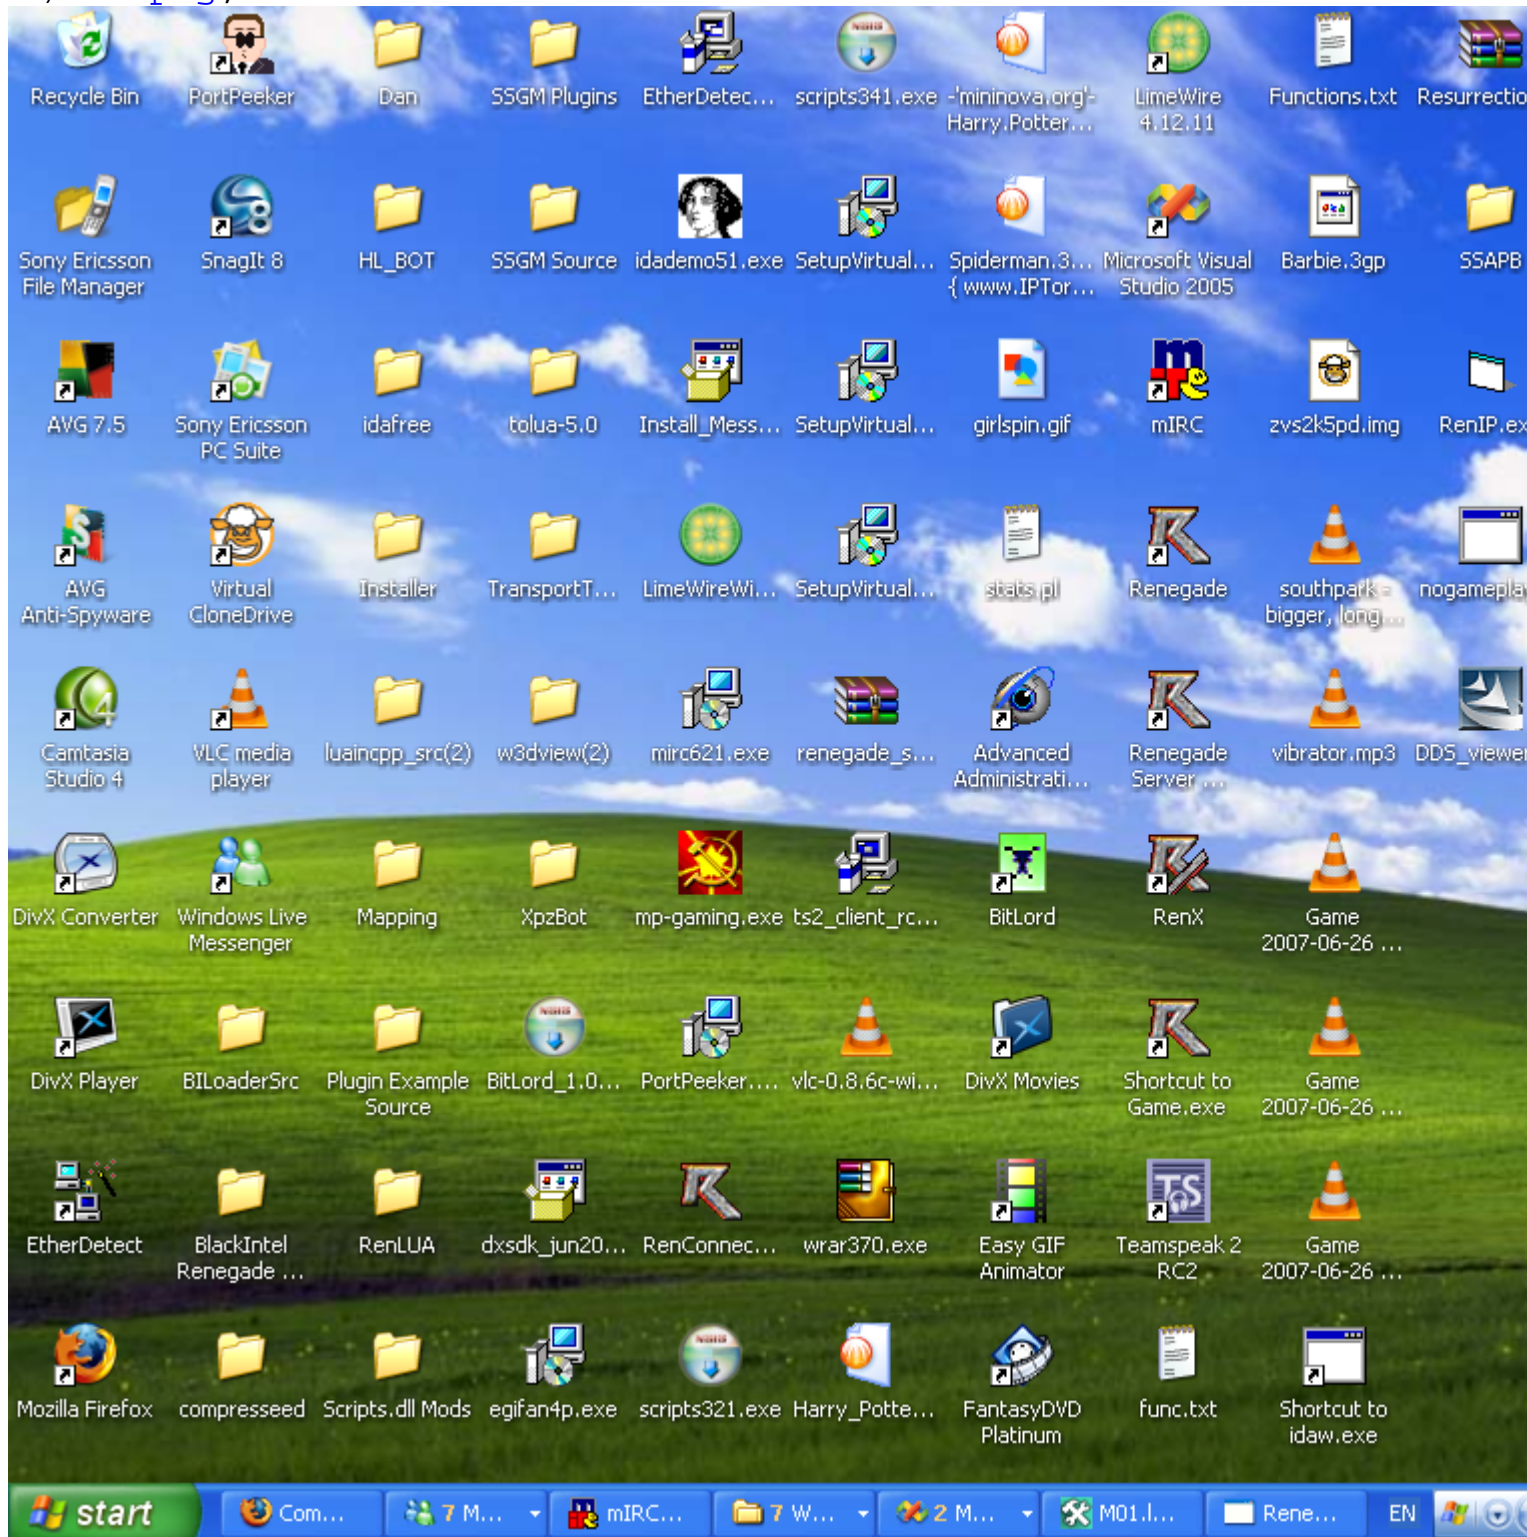 Recycle Bin PortPeeker Dan SSGM Plugins EtherDetec... scripts341.exe -'mininova.org'- LimeWire Functions.txt Resurrectio
Harry.Potter... 4.12.11
Sony Ericsson SnagIt 8 HL_BOT SSGM Source idademo51.exe SetupVirtual... Spiderman.3... Microsoft Visual Barbie.3gp SSAPB
File Manager { www.IPTor... Studio 2005
AVG 7.5 Sony Ericsson idafree tolua-5.0 Install_Mess... SetupVirtual... girlspin.gif mIRC zvs2k5pd.img RenIP.ex
PC Suite
AVG Virtual Installer TransportT... LimeWireWi... SetupVirtual... stats.pl Renegade southpark - nogamepla
Anti-Spyware CloneDrive bigger, long...
Camtasia VLC media luaincpp_src(2) w3dview(2) mirc621.exe renegade_s... Advanced Renegade vibrator.mp3 DDS_viewer
Studio 4 player Administrati... Server ...
DivX Converter Windows Live Mapping XpzBot mp-gaming.exe ts2_client_rc... BitLord RenX Game
Messenger 2007-06-26 ...
DivX Player BILoaderSrc Plugin Example BitLord_1.0... PortPeeker.... vlc-0.8.6c-wi... DivX Movies Shortcut to Game
Source Game.exe 2007-06-26 ...
EtherDetect BlackIntel RenLUA dxsdk_jun20... RenConnec... wrar370.exe Easy GIF Teamspeak 2 Game
Renegade ... Animator RC2 2007-06-26 ...
Mozilla Firefox compresseed Scripts.dll Mods egifan4p.exe scripts321.exe Harry_Potte... FantasyDVD func.txt Shortcut to
Platinum idaw.exe
start Com... 7 M... mIRC... 7 W... 2 M... M01.l... Rene... EN